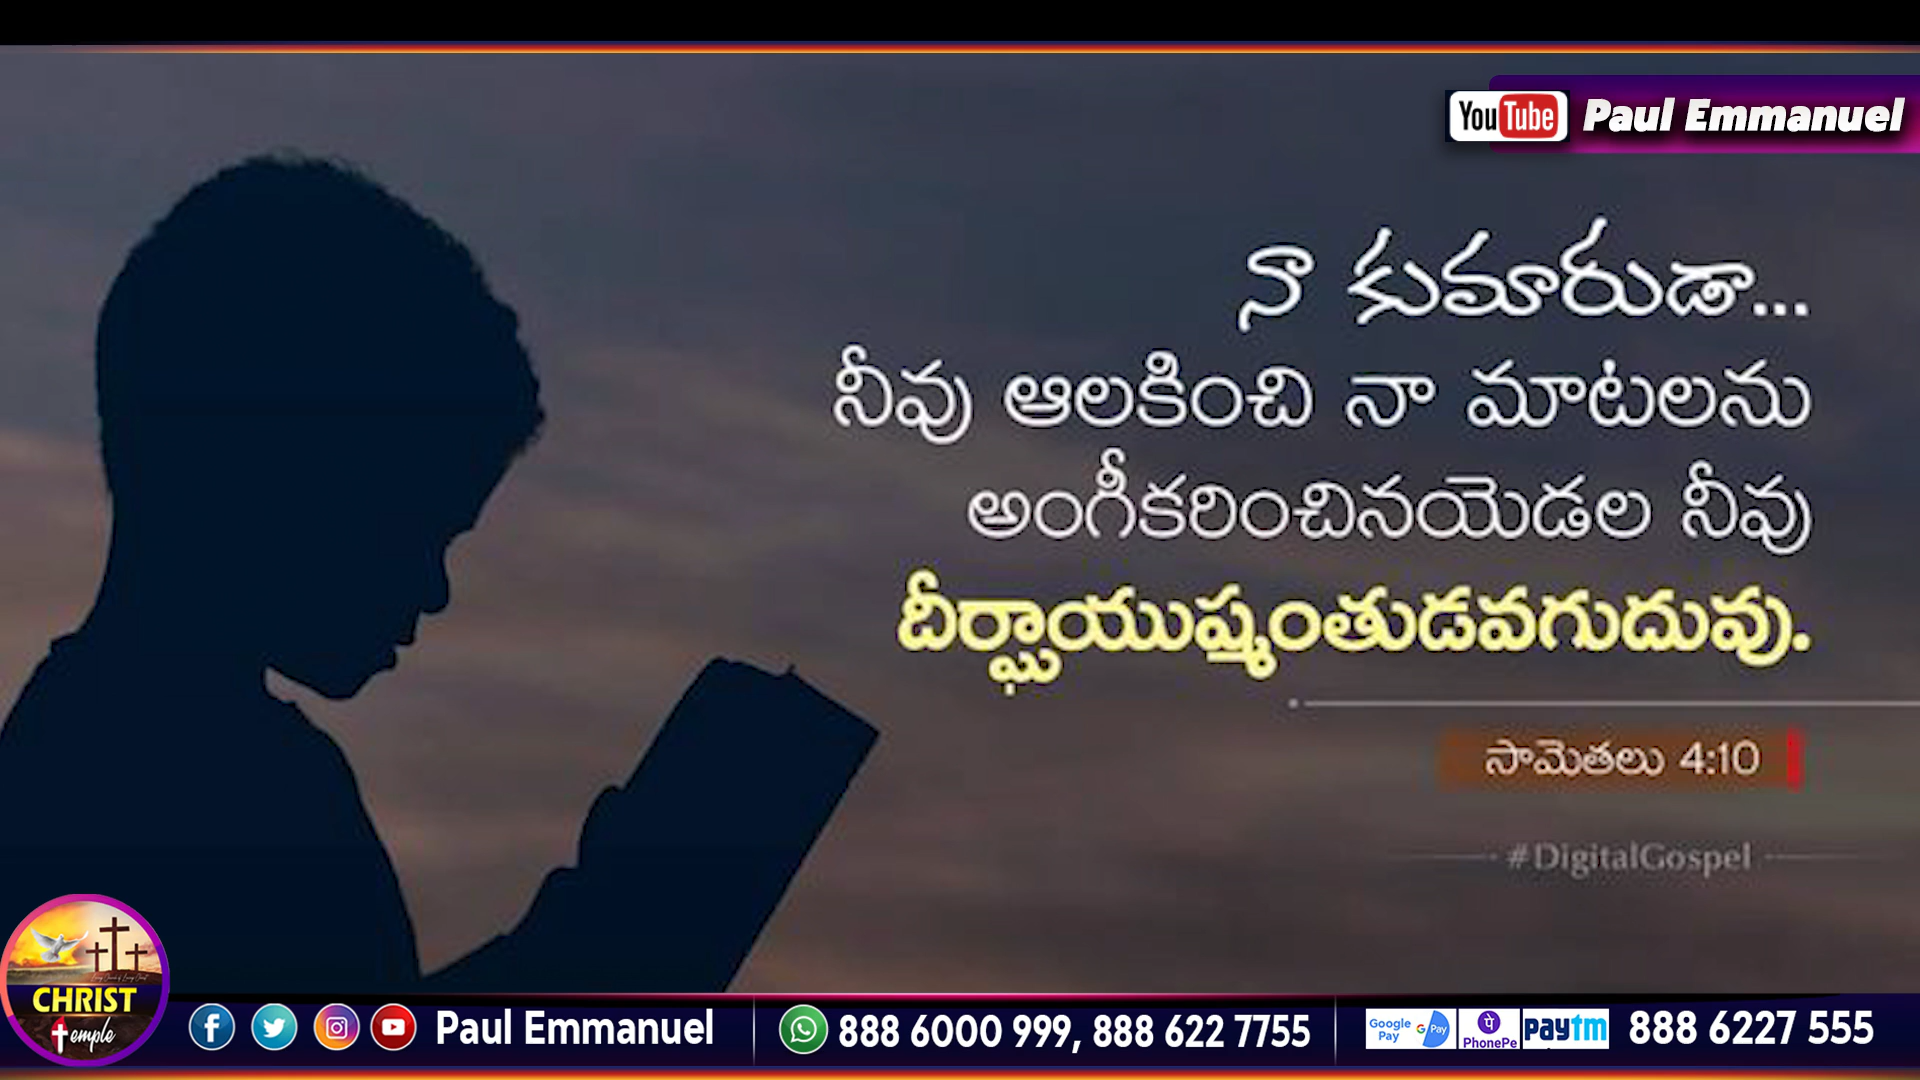 YouTube Paul Emmanuel
నా కుమారుడా...
నీవు ఆలకించి నా మాటలను
అంగీకరించినయెడల నీవు
దీర్ఘాయుష్మంతుడవగుదువు.
సామెతలు 4:10
#DigitalGospel
CHRIST
Temple
Paul Emmanuel
888 6000 999, 888 622 7755
Google Pay G Pay
PhonePe
paytm
888 6227 555